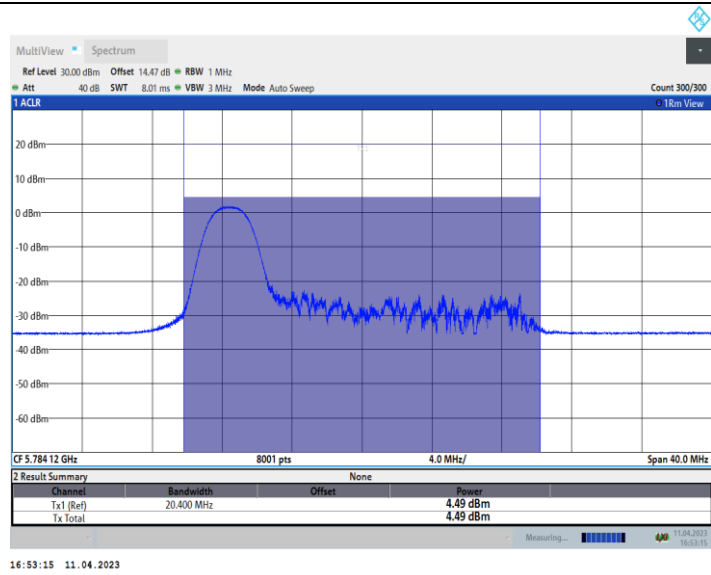 MultiView Spectrum
Ref Level 30.00 dBm Offset 14.47 dB RBW 1 MHz
Att 40 dB SWT 8.01 ms VBW 3 MHz Mode Auto Sweep Count 300/300
1 ACLR 1Rm View
20 dBm
10 dBm
0 dBm
-10 dBm
-20 dBm
-30 dBm
-40 dBm
-50 dBm
-60 dBm
CF 5.784 12 GHz 8001 pts 4.0 MHz/ Span 40.0 MHz
2 Result Summary None
Channel Bandwidth Offset Power
Tx1 (Ref) 20.400 MHz 4.49 dBm
Tx Total 4.49 dBm
Measuring... 11.04.2023
16:53:15
16:53:15 11.04.2023